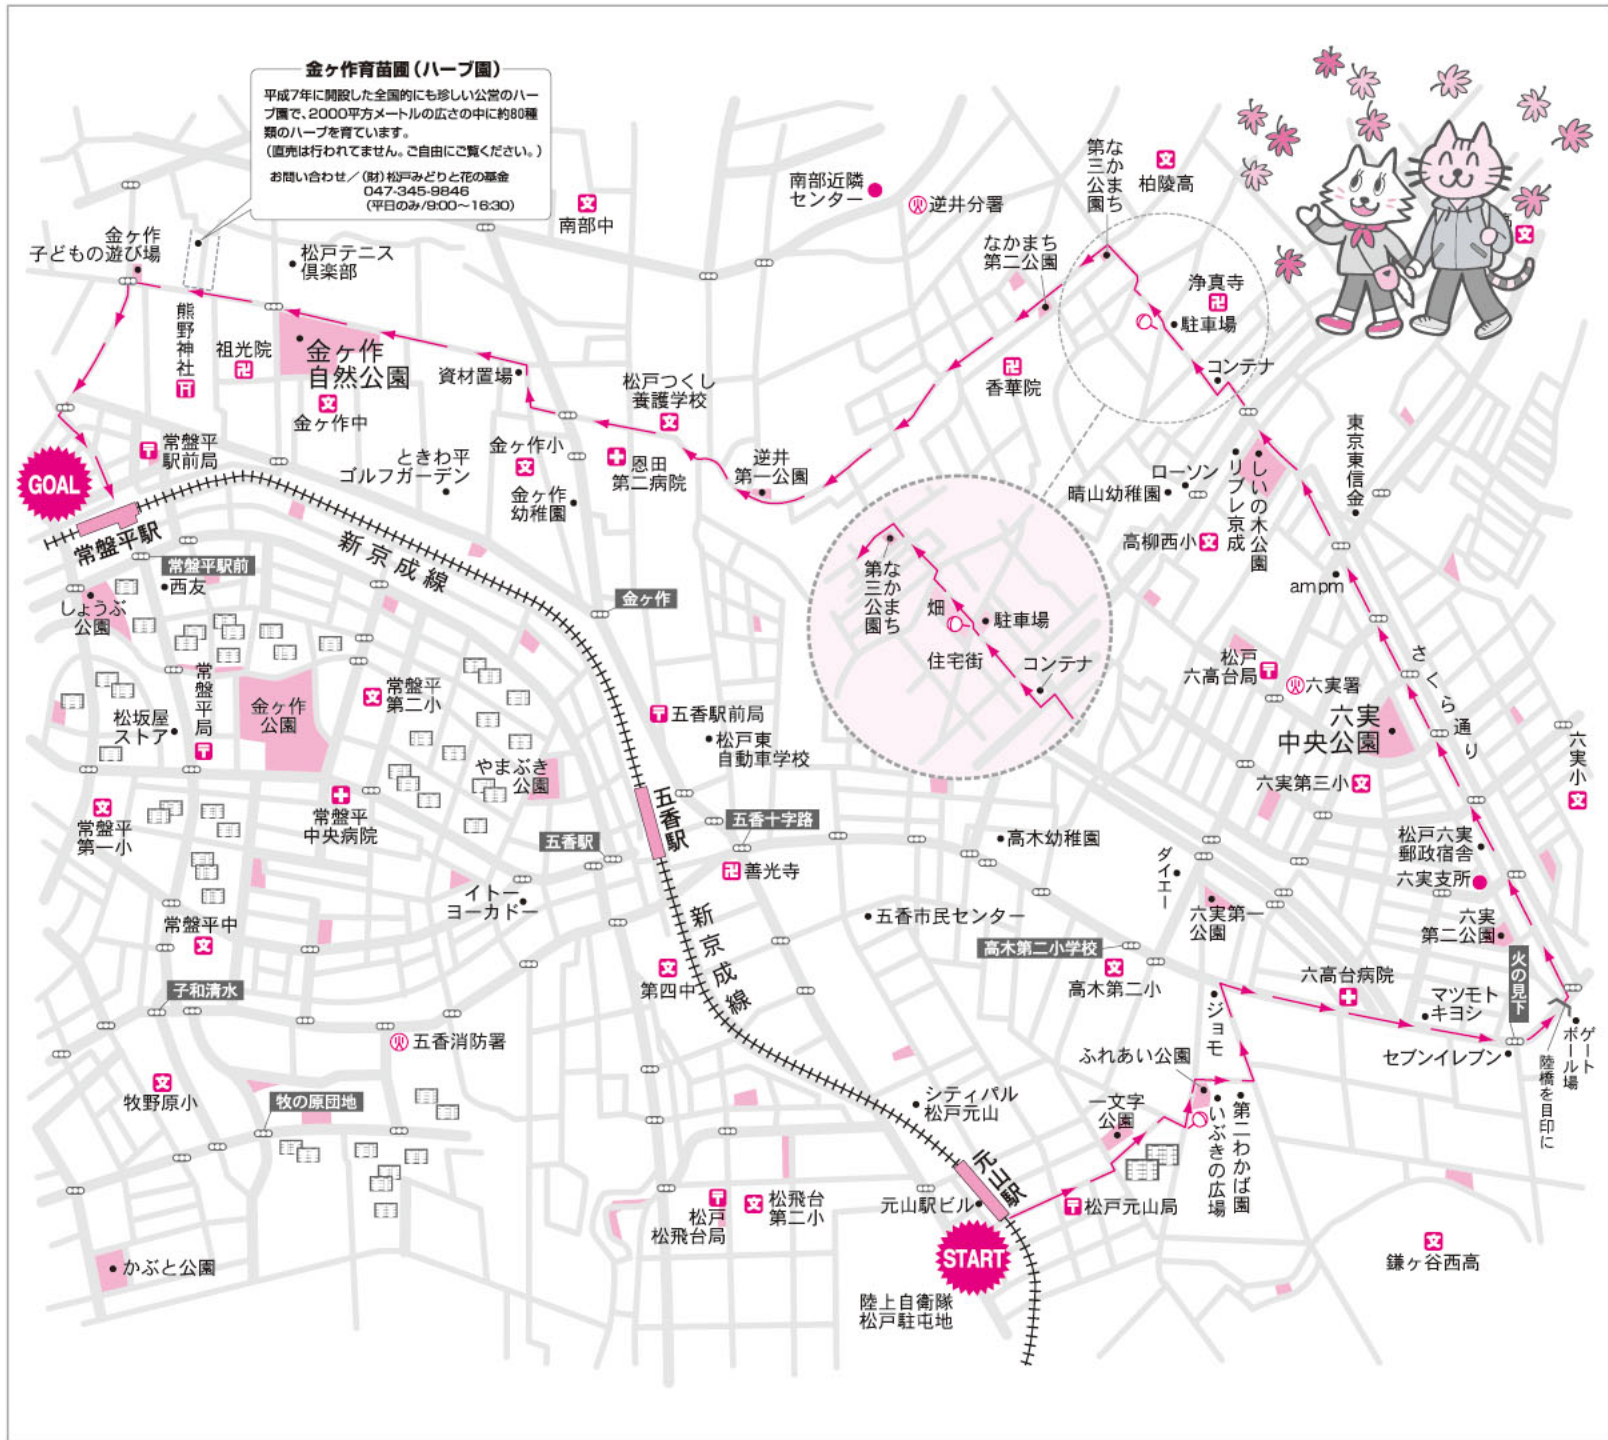 金ヶ作育苗圃(ハーブ園)
平成7年に開設した全国的にも珍しい公営のハー
ブ園で、2000平方メートルの広さの中に約80種
類のハーブを育ています。
(直売は行われてません。ご自由にご覧ください。)
お問い合わせ/(財)松戸みどりと花の基金
047-345-9846
(平日のみ/9:00〜16:30)
金ヶ作
子どもの遊び場
松戸テニス
倶楽部
南部中
南部近隣
センター
逆井分署
なかまち
第三公園
柏陵高
なかまち
第二公園
浄真寺
駐車場
コンテナ
香華院
熊野神社
祖光院
金ヶ作
自然公園
金ヶ作中
資材置場
松戸つくし
養護学校
常盤平
駅前局
ときわ平
ゴルフガーデン
金ヶ作小
金ヶ作
幼稚園
恩田
第二病院
逆井
第一公園
ローソン
晴山幼稚園
リブレ京成
しいの木公園
東京東信金
高柳西小
am pm
GOAL
常盤平駅
常盤平駅前
西友
しょうぶ
公園
新京成線
金ヶ作
なかまち
第三公園
畑
駐車場
住宅街
コンテナ
松戸
六高台局
六実署
さくら通り
六実
中央公園
六実小
六実第三小
常盤平局
松坂屋
ストア
金ヶ作
公園
常盤平
第二小
やまぶき
公園
五香駅前局
松戸東
自動車学校
常盤平
第一小
常盤平
中央病院
五香駅
五香駅
五香十字路
善光寺
高木幼稚園
ダイエー
松戸六実
郵政宿舎
六実支所
六実第一
公園
六実
第二公園
イトー
ヨーカドー
五香市民センター
高木第二小学校
高木第二小
常盤平中
新京成線
第四中
子和清水
五香消防署
六高台病院
マツモト
キヨシ
火の見下
セブンイレブン
ゲート
ボール場
陸橋を目印に
ジョモ
ふれあい公園
牧野原小
牧の原団地
シティパル
松戸元山
一文字
公園
いぶきの広場
第二わかば園
元山駅
元山駅ビル
松戸元山局
START
松戸
松飛台局
松飛台
第二小
かぶと公園
陸上自衛隊
松戸駐屯地
鎌ヶ谷西高